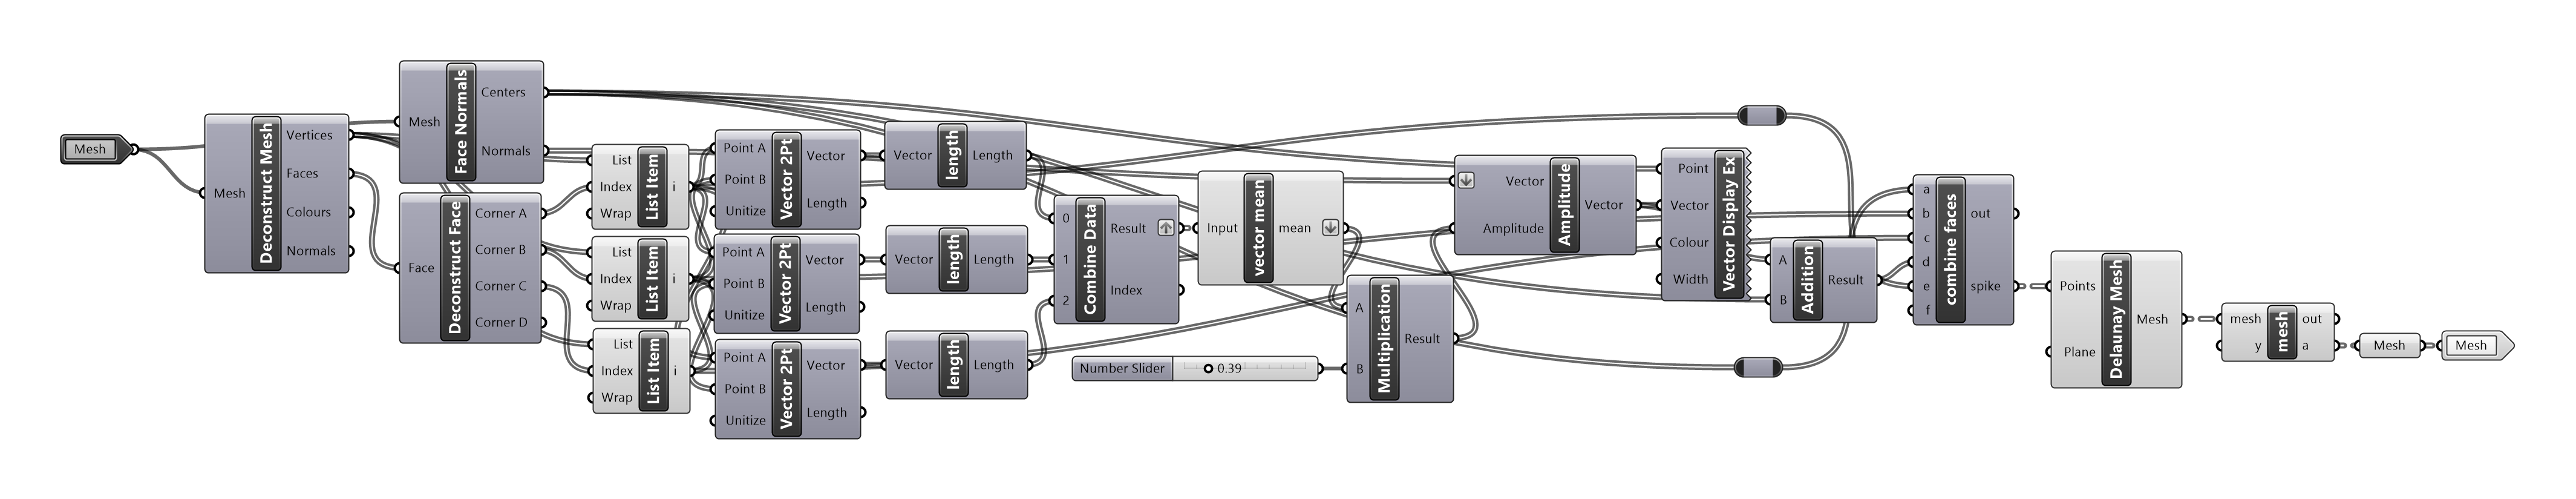 Mesh
Mesh
Deconstruct Mesh
Vertices
Faces
Colours
Normals
Mesh
Face Normals
Centers
Normals
Face
Deconstruct Face
Corner A
Corner B
Corner C
Corner D
List
Index
Wrap
List Item
i
List
Index
Wrap
List Item
i
List
Index
Wrap
List Item
i
Point A
Point B
Unitize
Vector 2Pt
Vector
Length
Point A
Point B
Unitize
Vector 2Pt
Vector
Length
Point A
Point B
Unitize
Vector 2Pt
Vector
Length
Vector
length
Length
Vector
length
Length
Vector
length
Length
0
1
2
Combine Data
Result
Index
Input
vector mean
mean
Number Slider
0.39
A
B
Multiplication
Result
Vector
Amplitude
Amplitude
Vector
Point
Vector
Colour
Width
Vector Display Ex
A
B
Addition
Result
a
b
c
d
e
f
combine faces
out
spike
Points
Plane
Delaunay Mesh
Mesh
mesh
y
mesh
out
a
Mesh
Mesh